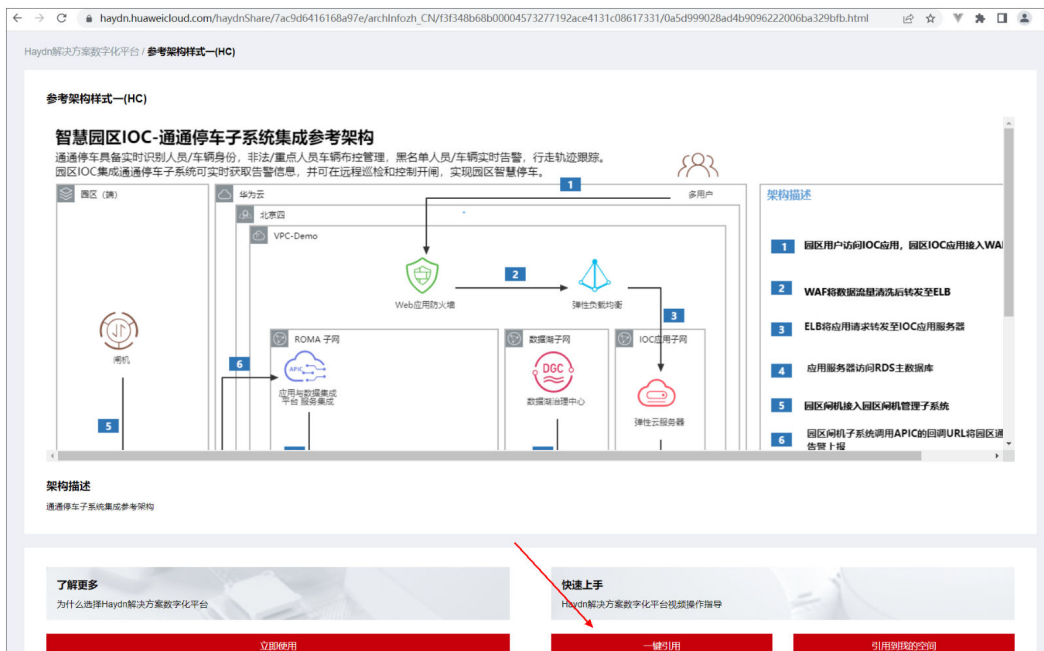 haydn.huaweicloud.com/haydnShare/7ac9d6416168a97e/archInfozh_CN/f3f348b68b00004573277192ace4131c08617331/0a5d999028ad4b9096222006ba329bfb.html
Haydn解决方案数字化平台 / 参考架构样式一(HC)
参考架构样式一(HC)
智慧园区IOC-通通停车子系统集成参考架构
通通停车具备实时识别人员/车辆身份，非法/重点人员车辆布控管理，黑名单人员/车辆实时告警，行走轨迹跟踪。
园区IOC集成通通停车子系统可实时获取告警信息，并可在远程巡检和控制开闸，实现园区智慧停车。
园区（端）
华为云
1
多用户
北京四
VPC-Demo
Web应用防火墙
2
弹性负载均衡
3
ROMA 子网
数据湖子网
IOC应用子网
闸机
6
APIC
应用与数据集成
平台 服务集成
DGC
数据湖治理中心
弹性云服务器
5
架构描述
1 园区用户访问IOC应用，园区IOC应用接入WA
2 WAF将数据流量清洗后转发至ELB
3 ELB将应用请求转发至IOC应用服务器
4 应用服务器访问RDS主数据库
5 园区闸机接入园区闸机管理子系统
6 园区闸机子系统调用APIC的回调URL将园区通
告警上报
架构描述
通通停车子系统集成参考架构
了解更多
为什么选择Haydn解决方案数字化平台
立即使用
快速上手
Haydn解决方案数字化平台视频操作指导
一键引用
引用到我的空间